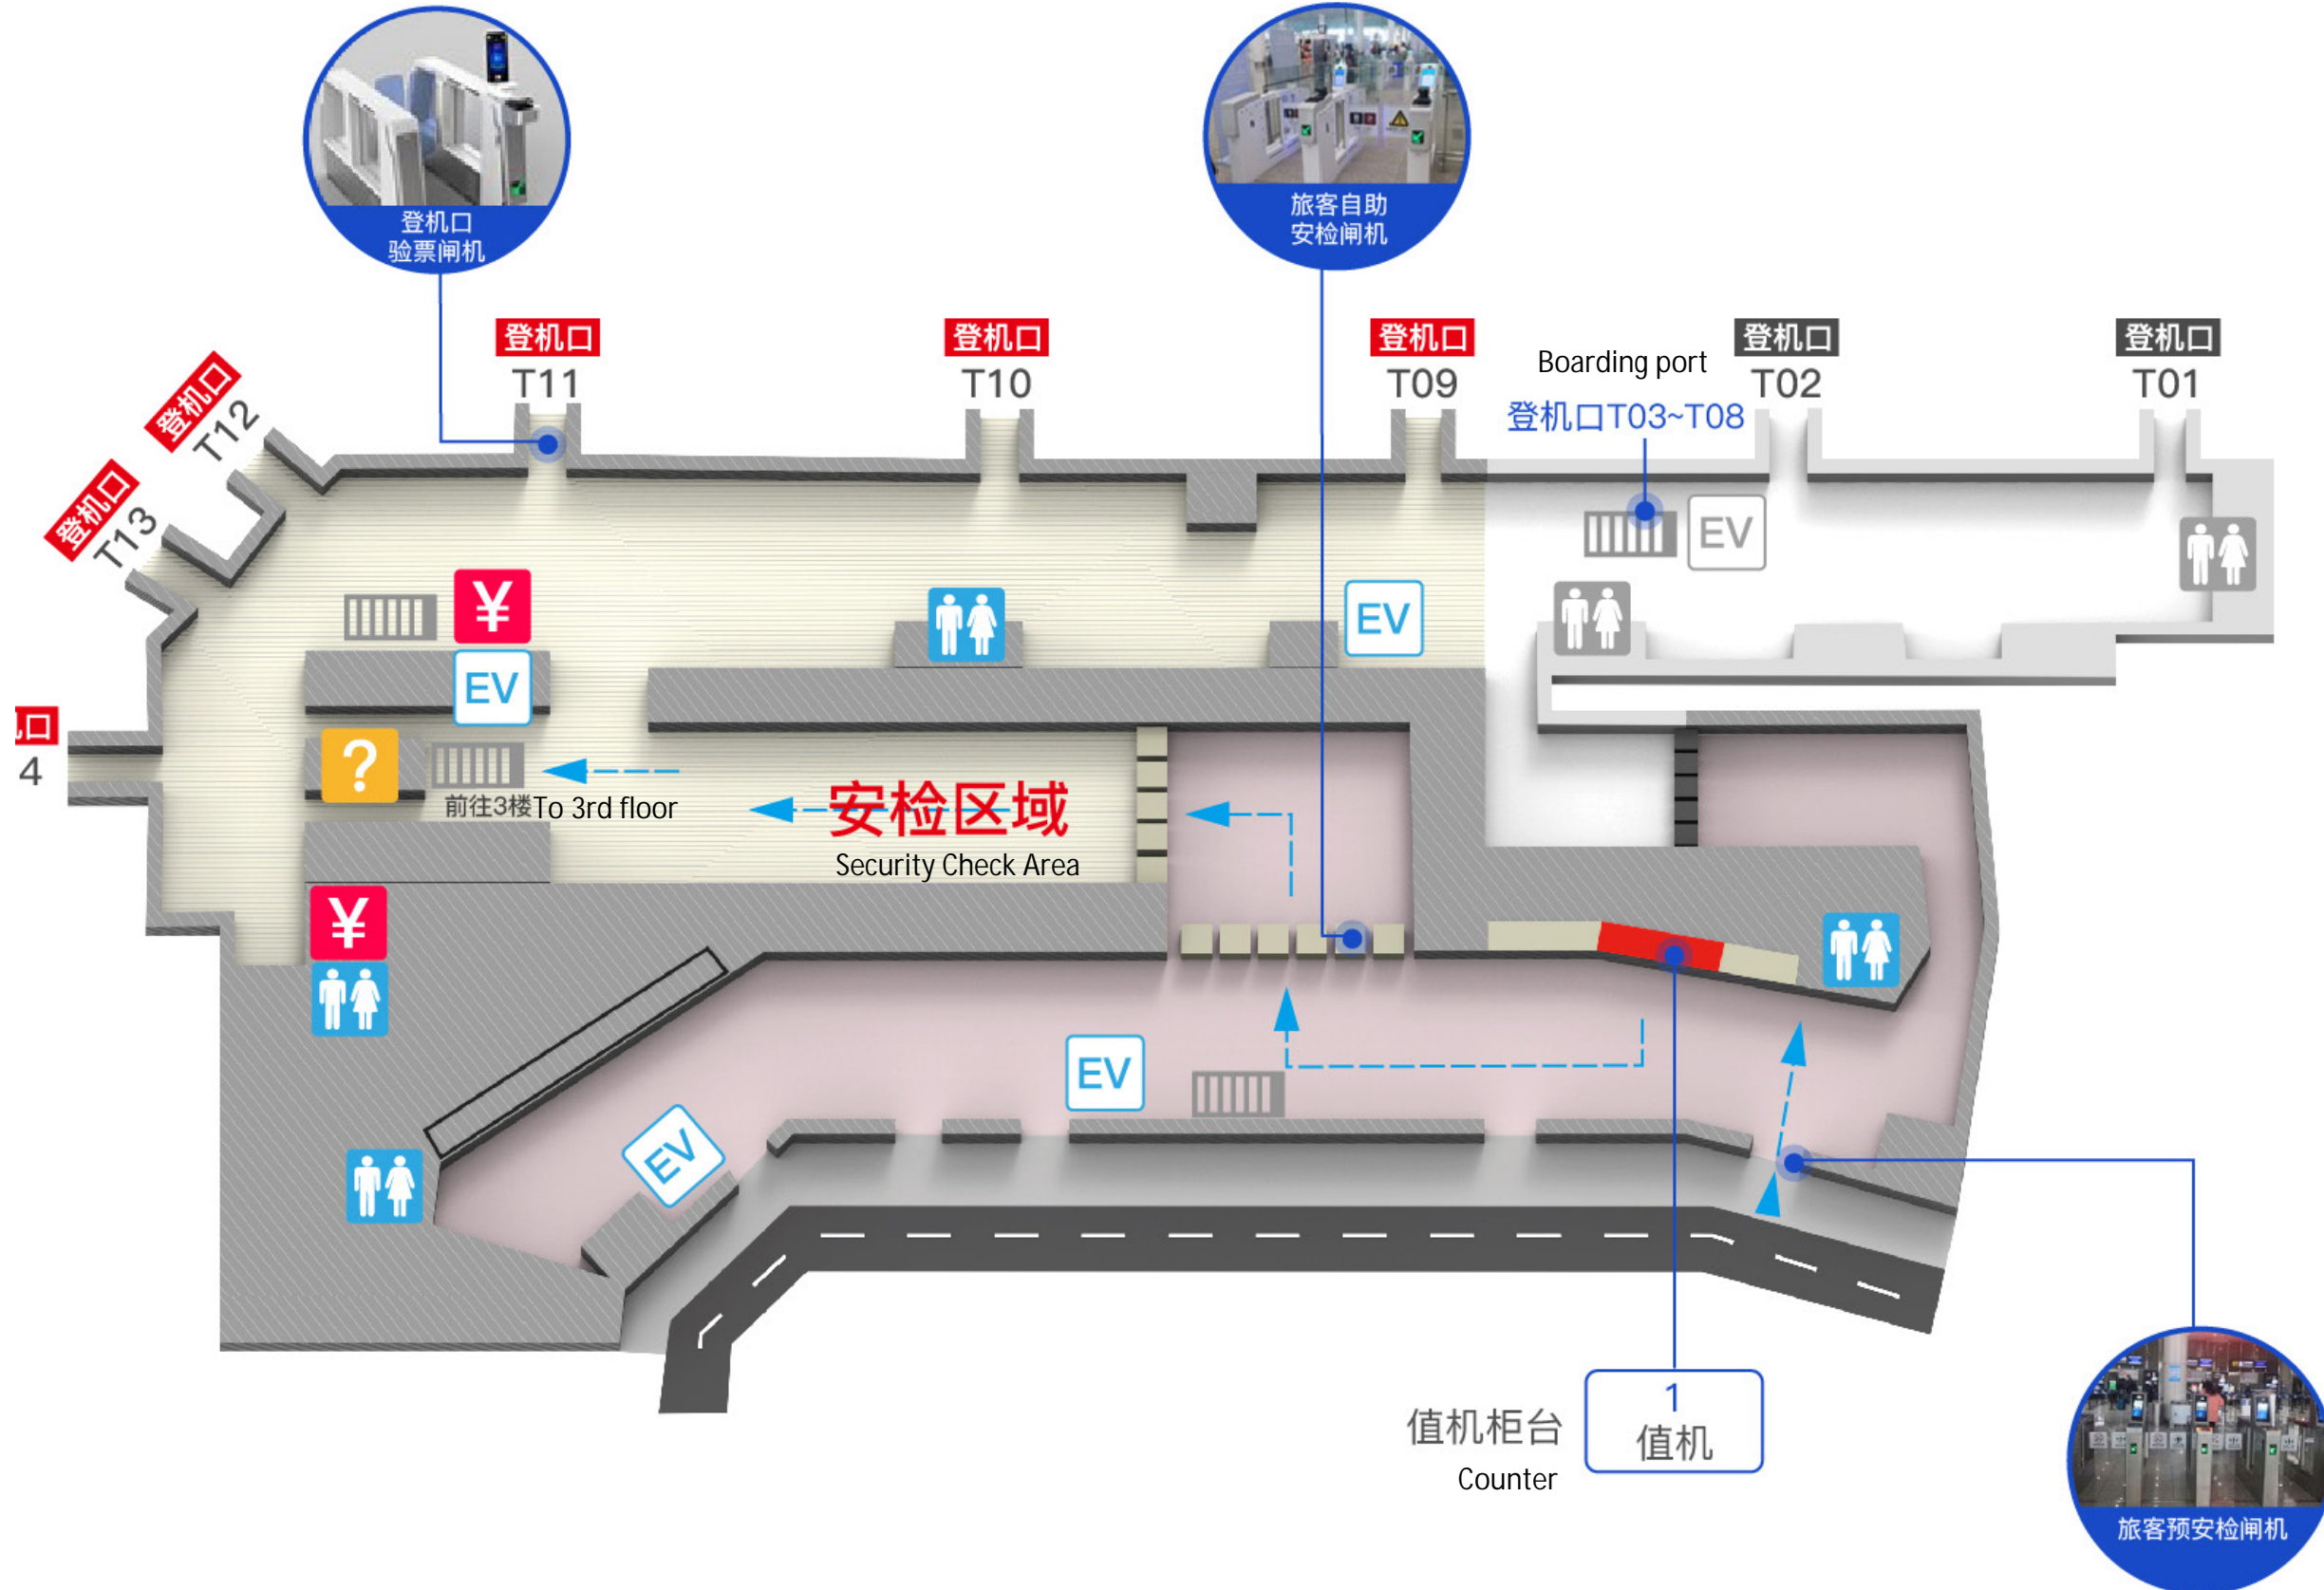 登机口
验票闸机
旅客自助
安检闸机
登机口
T11
登机口
T10
登机口
T09
Boarding port
登机口T03~T08
登机口
T02
登机口
T01
登机口
T12
登机口
T13
口
4
EV
EV
¥
EV
?
前往3楼To 3rd floor
安检区域
Security Check Area
¥
EV
EV
1
值机
值机柜台
Counter
旅客预安检闸机